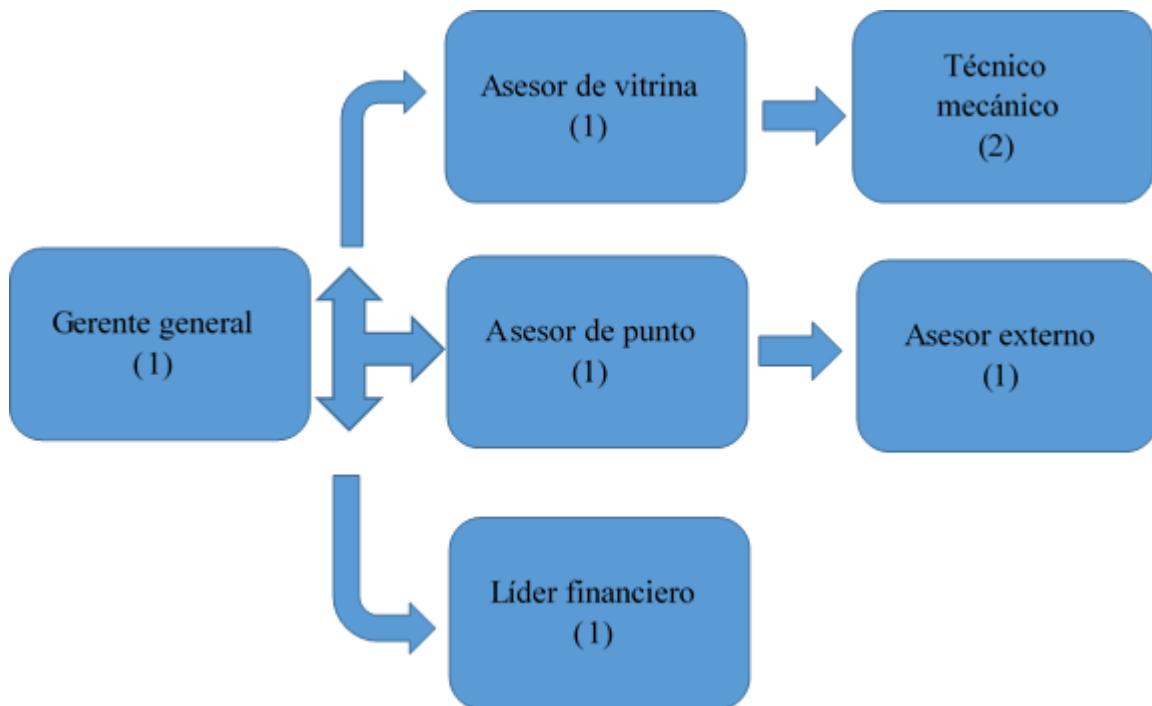 Asesor de vitrina
(1)
Técnico
mecánico
(2)
Gerente general
(1)
Asesor de punto
(1)
Asesor externo
(1)
Líder financiero
(1)